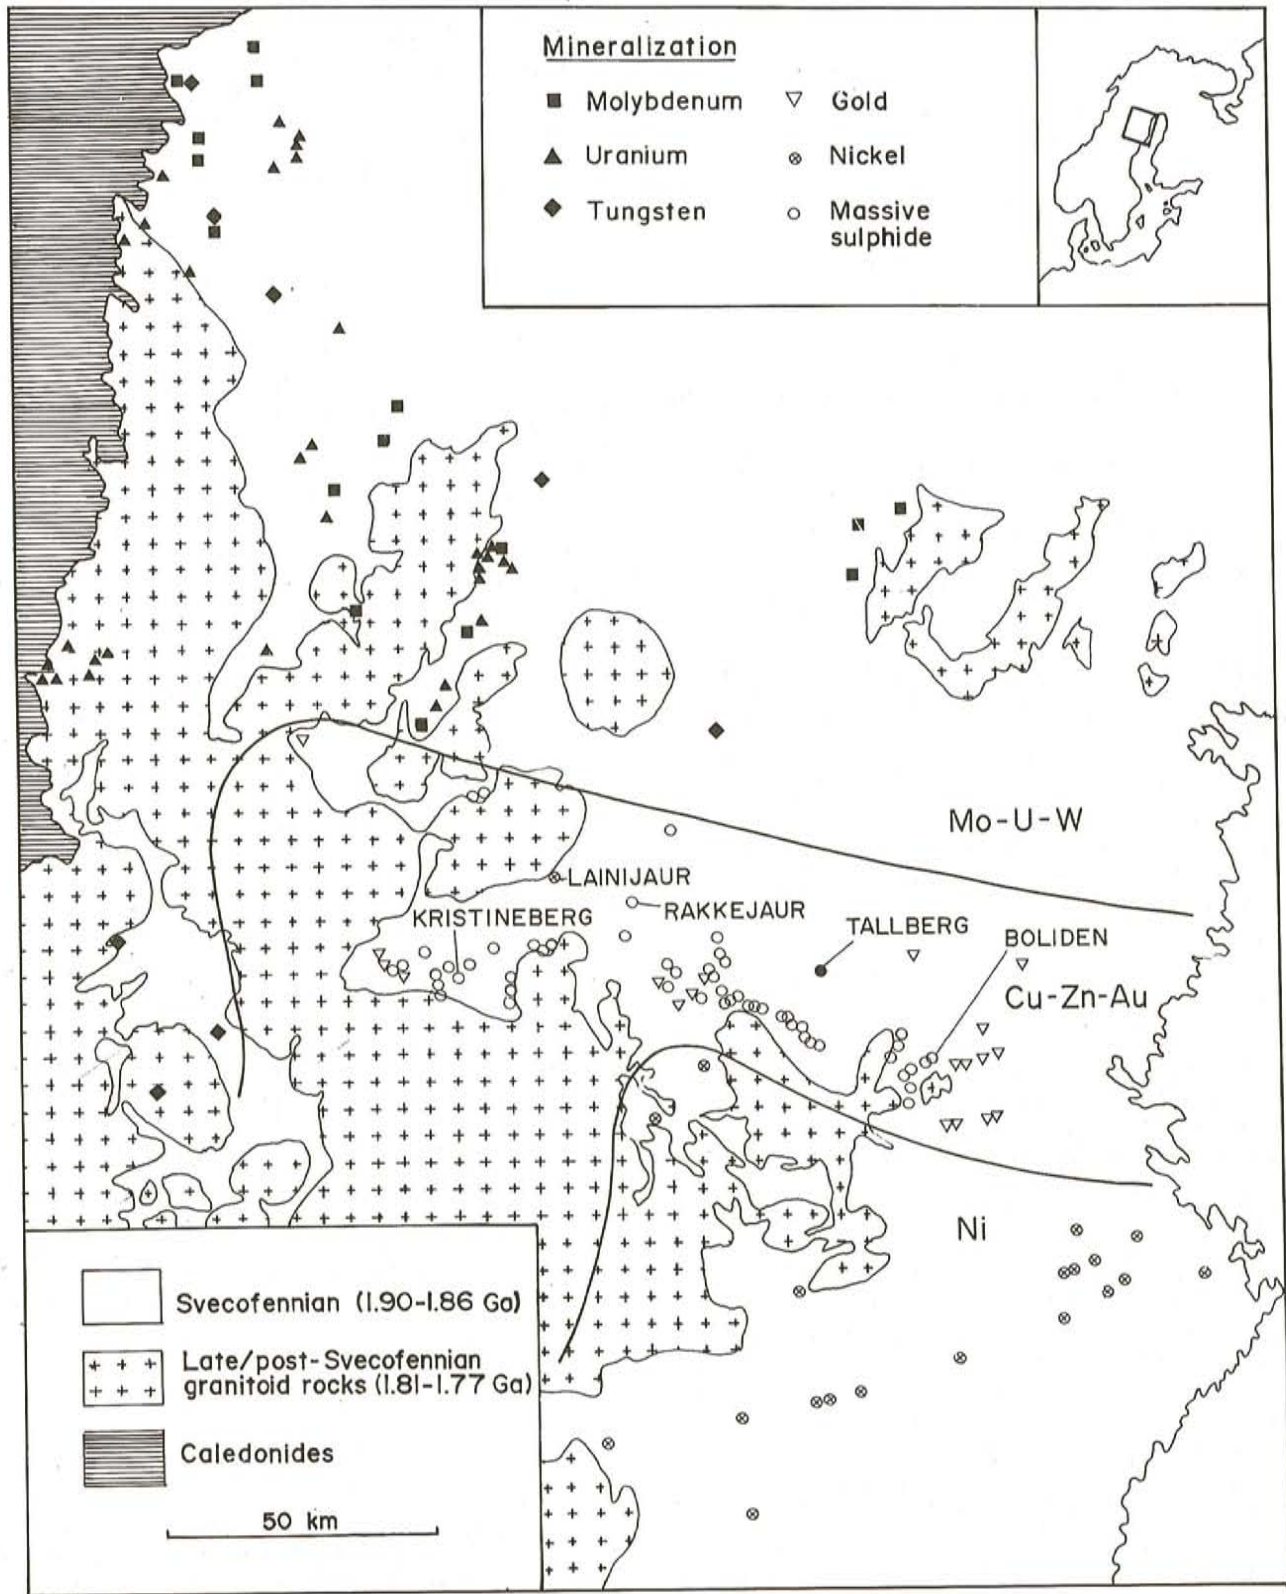 Mineralization
Molybdenum
Gold
Uranium
Nickel
Tungsten
Massive
sulphide
Mo-U-W
LAINIJAUR
RAKKEJAUR
KRISTINEBERG
TALLBERG
BOLIDEN
Cu-Zn-Au
Ni
Svecofennian (1.90-1.86 Ga)
Late/post-Svecofennian
granitoid rocks (1.81-1.77 Ga)
Caledonides
50 km